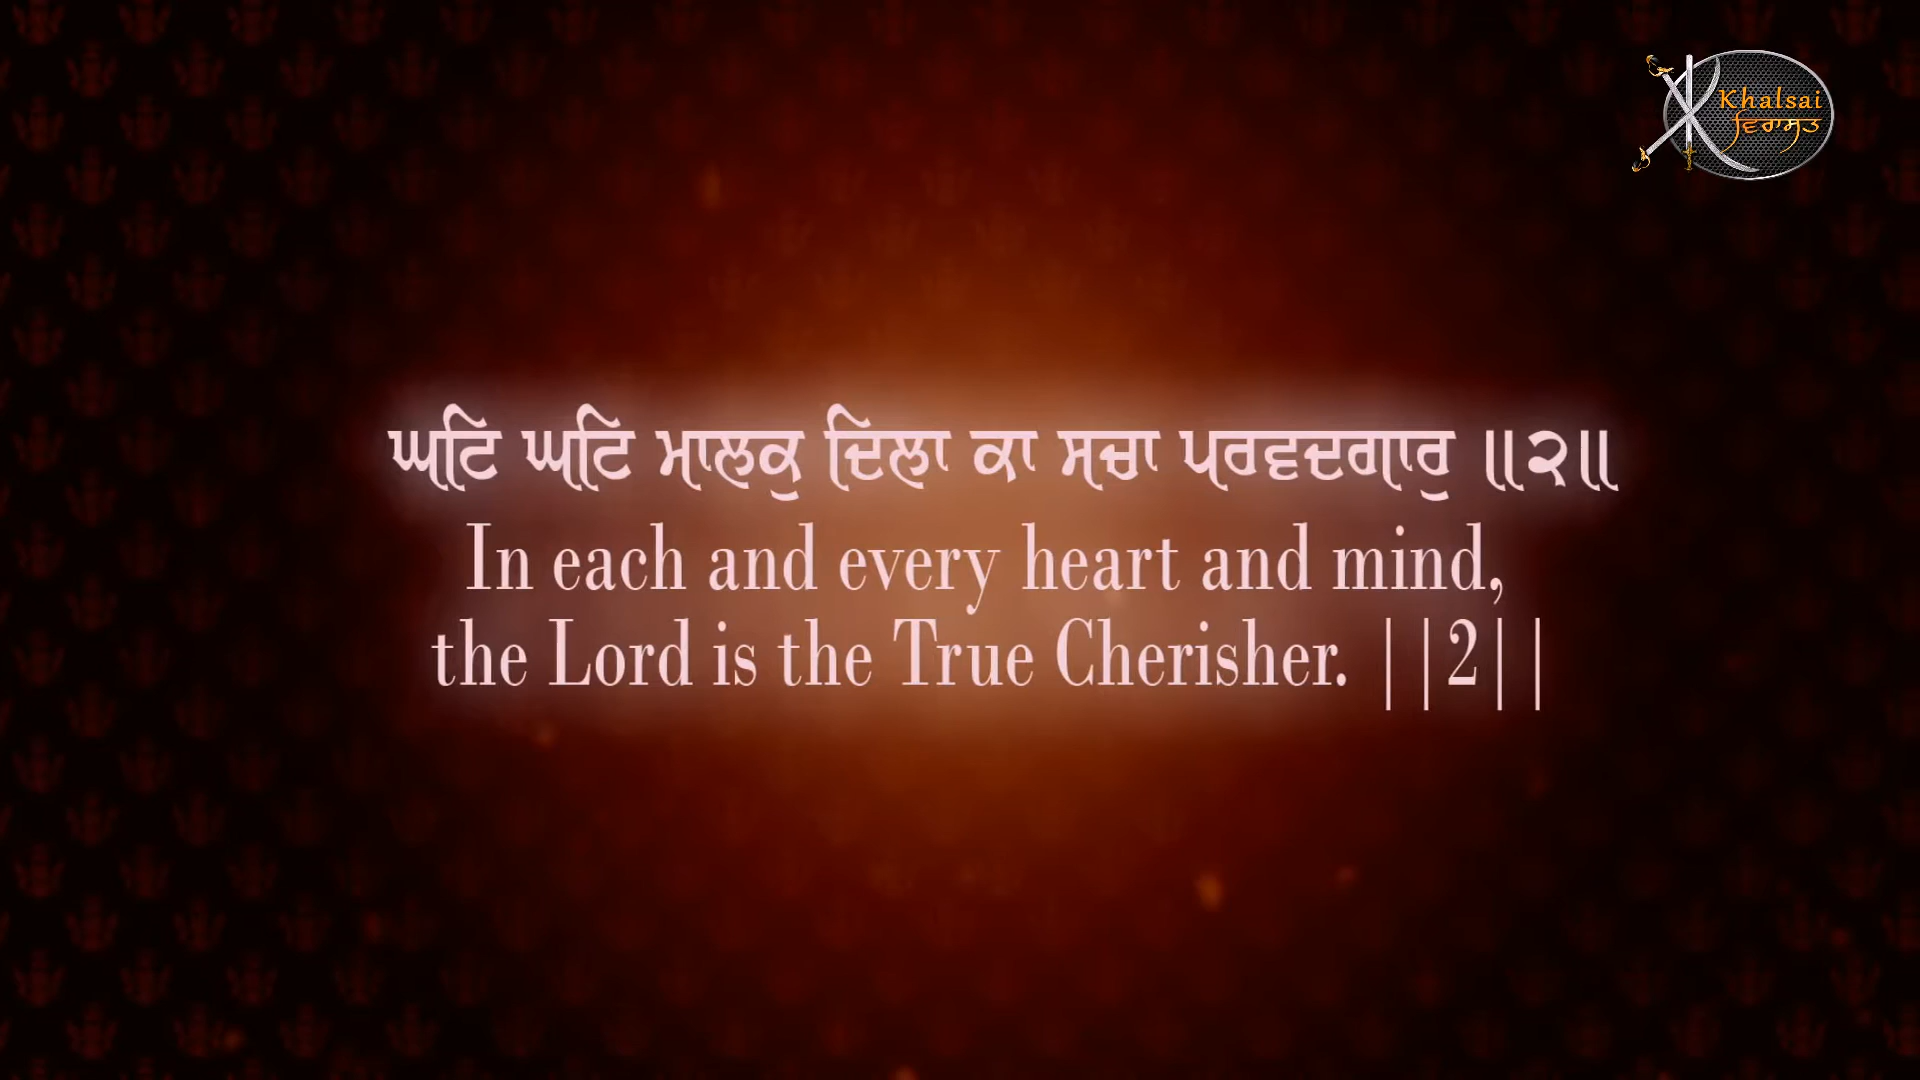 Khalsai
ਵਿਰਾਸਤ
ਘਟਿ ਘਟਿ ਮਾਲਕੁ ਦਿਲਾ ਕਾ ਸਚਾ ਪਰਵਦਗਾਰੁ ॥੨॥
In each and every heart and mind,
the Lord is the True Cherisher. ||2||